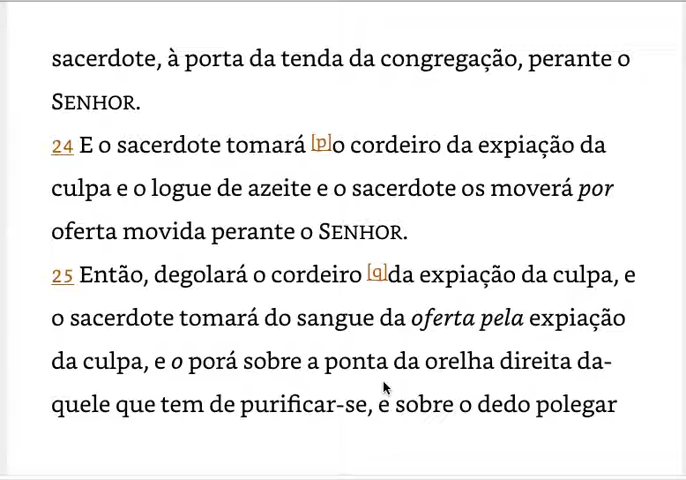 sacerdote, à porta da tenda da congregação, perante o
SENHOR.
24 E o sacerdote tomará [p]o cordeiro da expiação da
culpa e o logue de azeite e o sacerdote os moverá por
oferta movida perante o SENHOR.
25 Então, degolará o cordeiro [q]da expiação da culpa, e
o sacerdote tomará do sangue da oferta pela expiação
da culpa, e o porá sobre a ponta da orelha direita da-
quele que tem de purificar-se, e sobre o dedo polegar